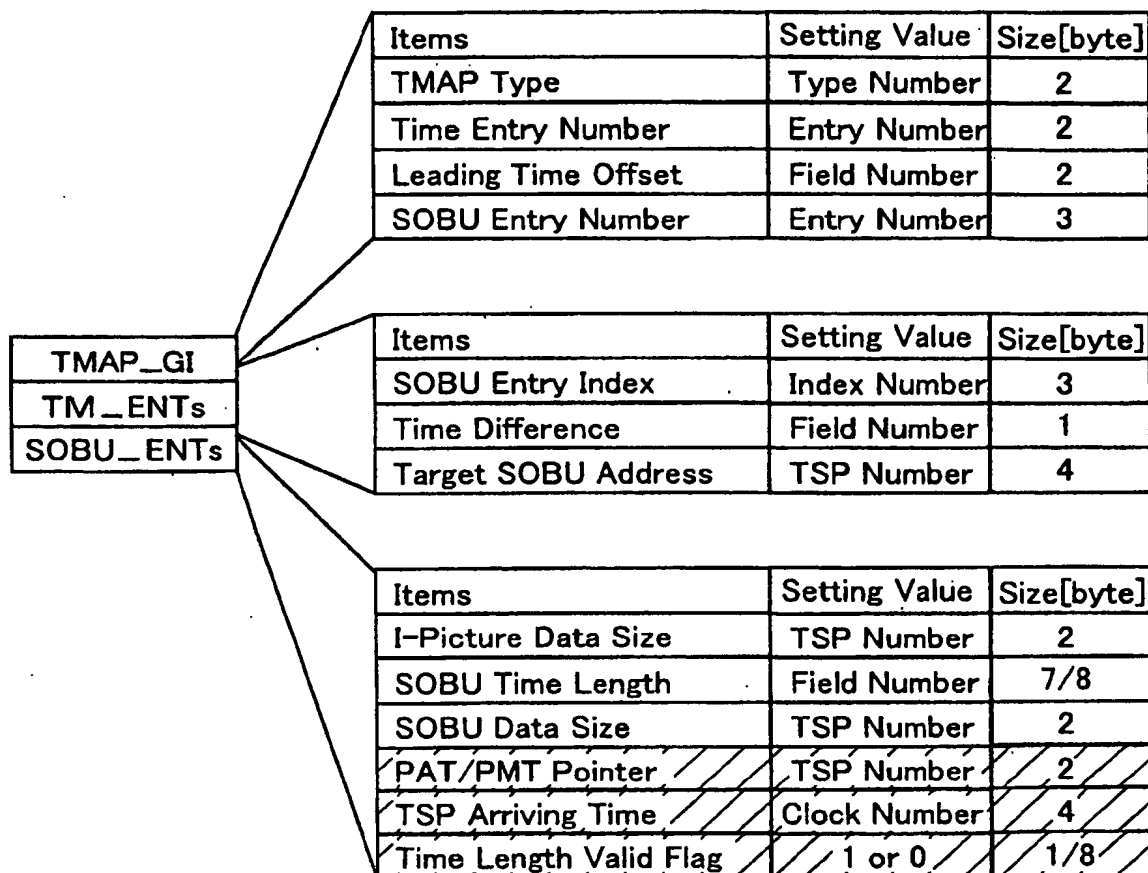 Items Setting Value Size[byte]
TMAP Type Type Number 2
Time Entry Number Entry Number 2
Leading Time Offset Field Number 2
SOBU Entry Number Entry Number 3
TMAP_GI
TM_ENTs
SOBU_ENTs
Items Setting Value Size[byte]
SOBU Entry Index Index Number 3
Time Difference Field Number 1
Target SOBU Address TSP Number 4
Items Setting Value Size[byte]
I-Picture Data Size TSP Number 2
SOBU Time Length Field Number 7/8
SOBU Data Size TSP Number 2
PAT/PMT Pointer TSP Number 2
TSP Arriving Time Clock Number 4
Time Length Valid Flag 1 or 0 1/8